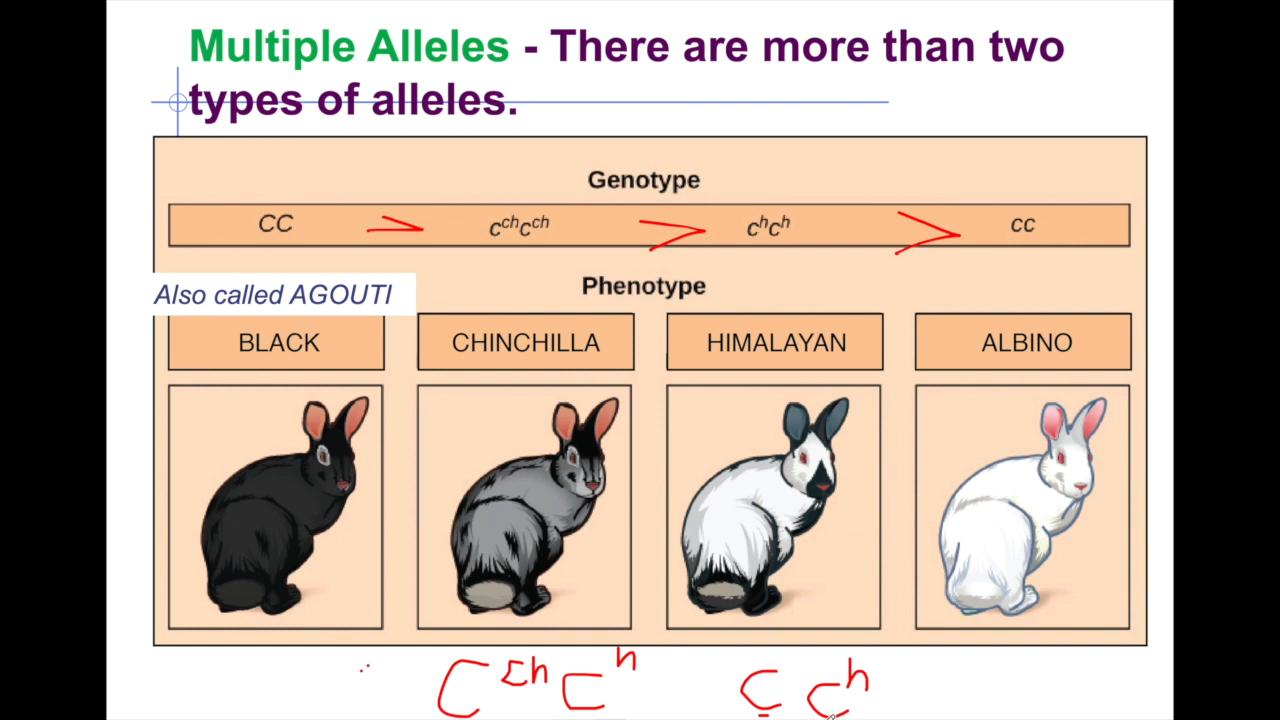 Multiple Alleles - There are more than two
types of alleles.
Genotype
CC > c^ch c^ch > c^h c^h > cc
Phenotype
Also called AGOUTI
BLACK CHINCHILLA HIMALAYAN ALBINO
C^ch C^h C C^h